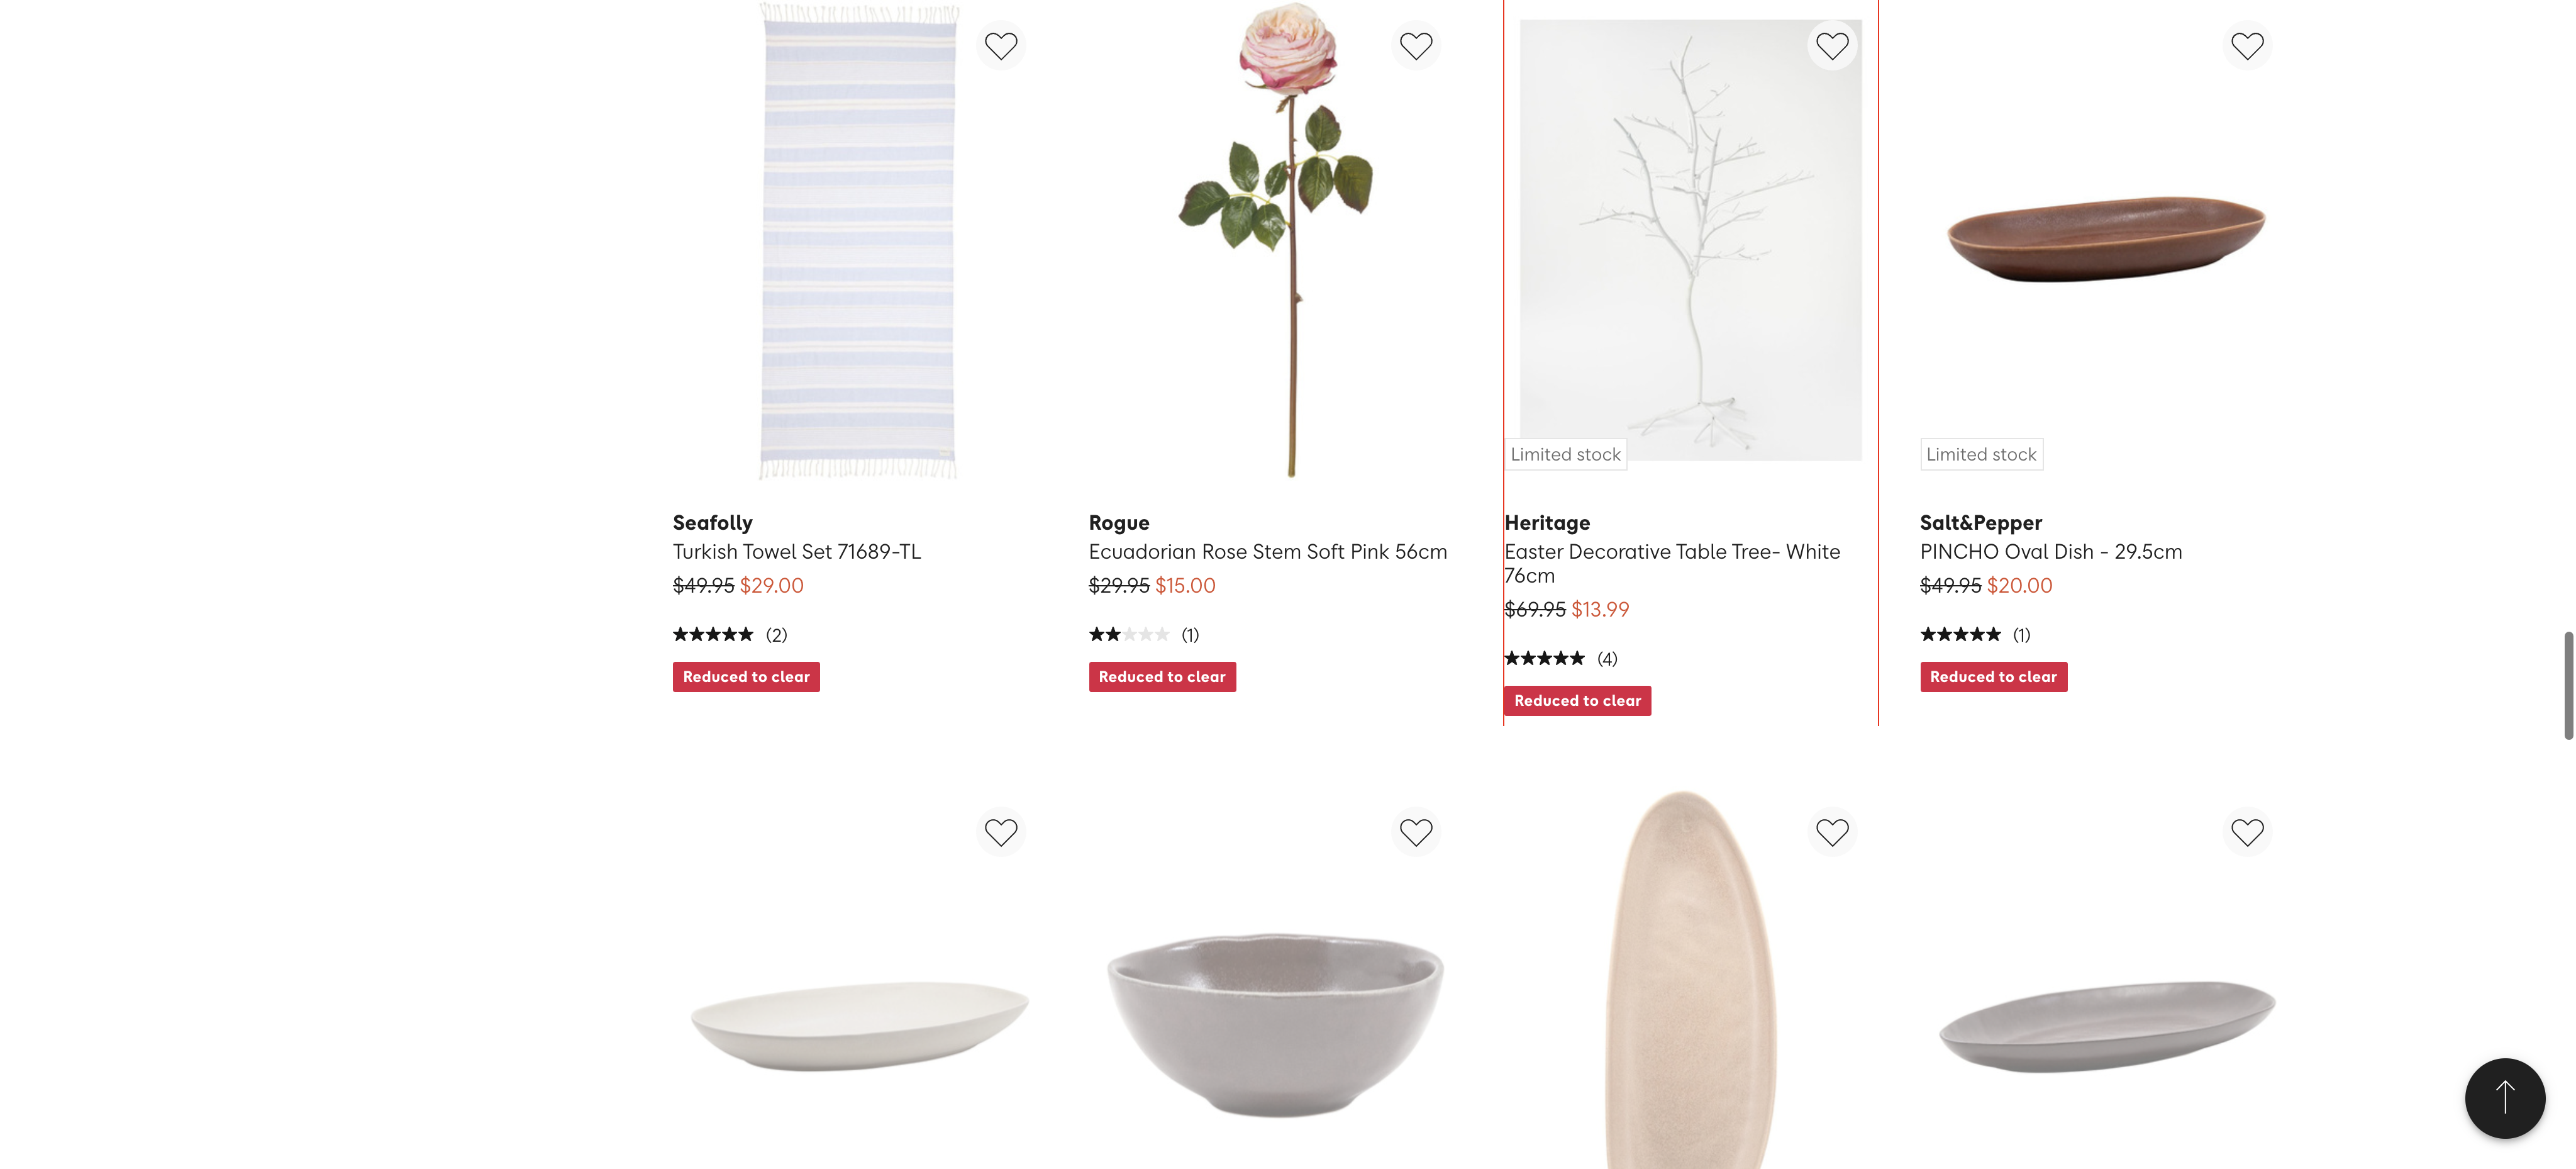 Limited stock
Limited stock
Seafolly
Turkish Towel Set 71689-TL
$49.95 $29.00
(2)
Reduced to clear
Rogue
Ecuadorian Rose Stem Soft Pink 56cm
$29.95 $15.00
(1)
Reduced to clear
Heritage
Easter Decorative Table Tree- White
76cm
$69.95 $13.99
(4)
Reduced to clear
Salt&Pepper
PINCHO Oval Dish - 29.5cm
$49.95 $20.00
(1)
Reduced to clear